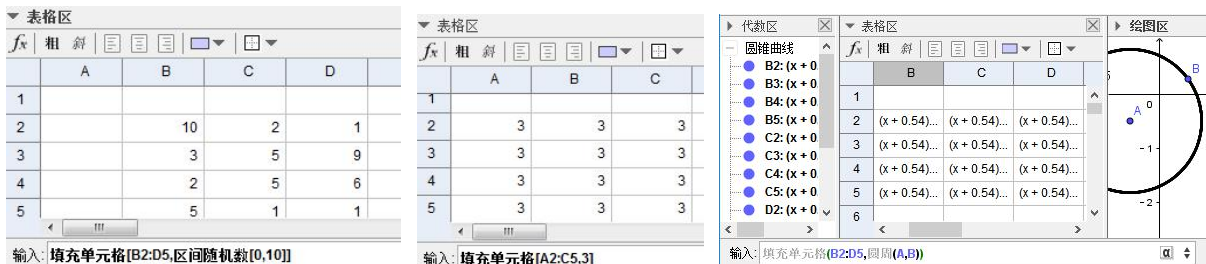 表格区
fx 粗 斜
A B C D
1
2 10 2 1
3 3 5 9
4 2 5 6
5 5 1 1
输入: 填充单元格[B2:D5,区间随机数[0,10]]
表格区
fx 粗 斜
A B C
1
2 3 3 3
3 3 3 3
4 3 3 3
5 3 3 3
输入: 填充单元格[A2:C5,3]
代数区
圆锥曲线
B2: (x + 0.
B3: (x + 0
B4: (x + 0
B5: (x + 0
C2: (x + 0
C3: (x + 0
C4: (x + 0
C5: (x + 0
D2: (x + 0
表格区
fx 粗 斜
B C D
1
2 (x + 0.54)... (x + 0.54)... (x + 0.54)...
3 (x + 0.54)... (x + 0.54)... (x + 0.54)...
4 (x + 0.54)... (x + 0.54)... (x + 0.54)...
5 (x + 0.54)... (x + 0.54)... (x + 0.54)...
6
绘图区
B
0
A
-1
-2
输入: 填充单元格(B2:D5,圆周(A,B))
α